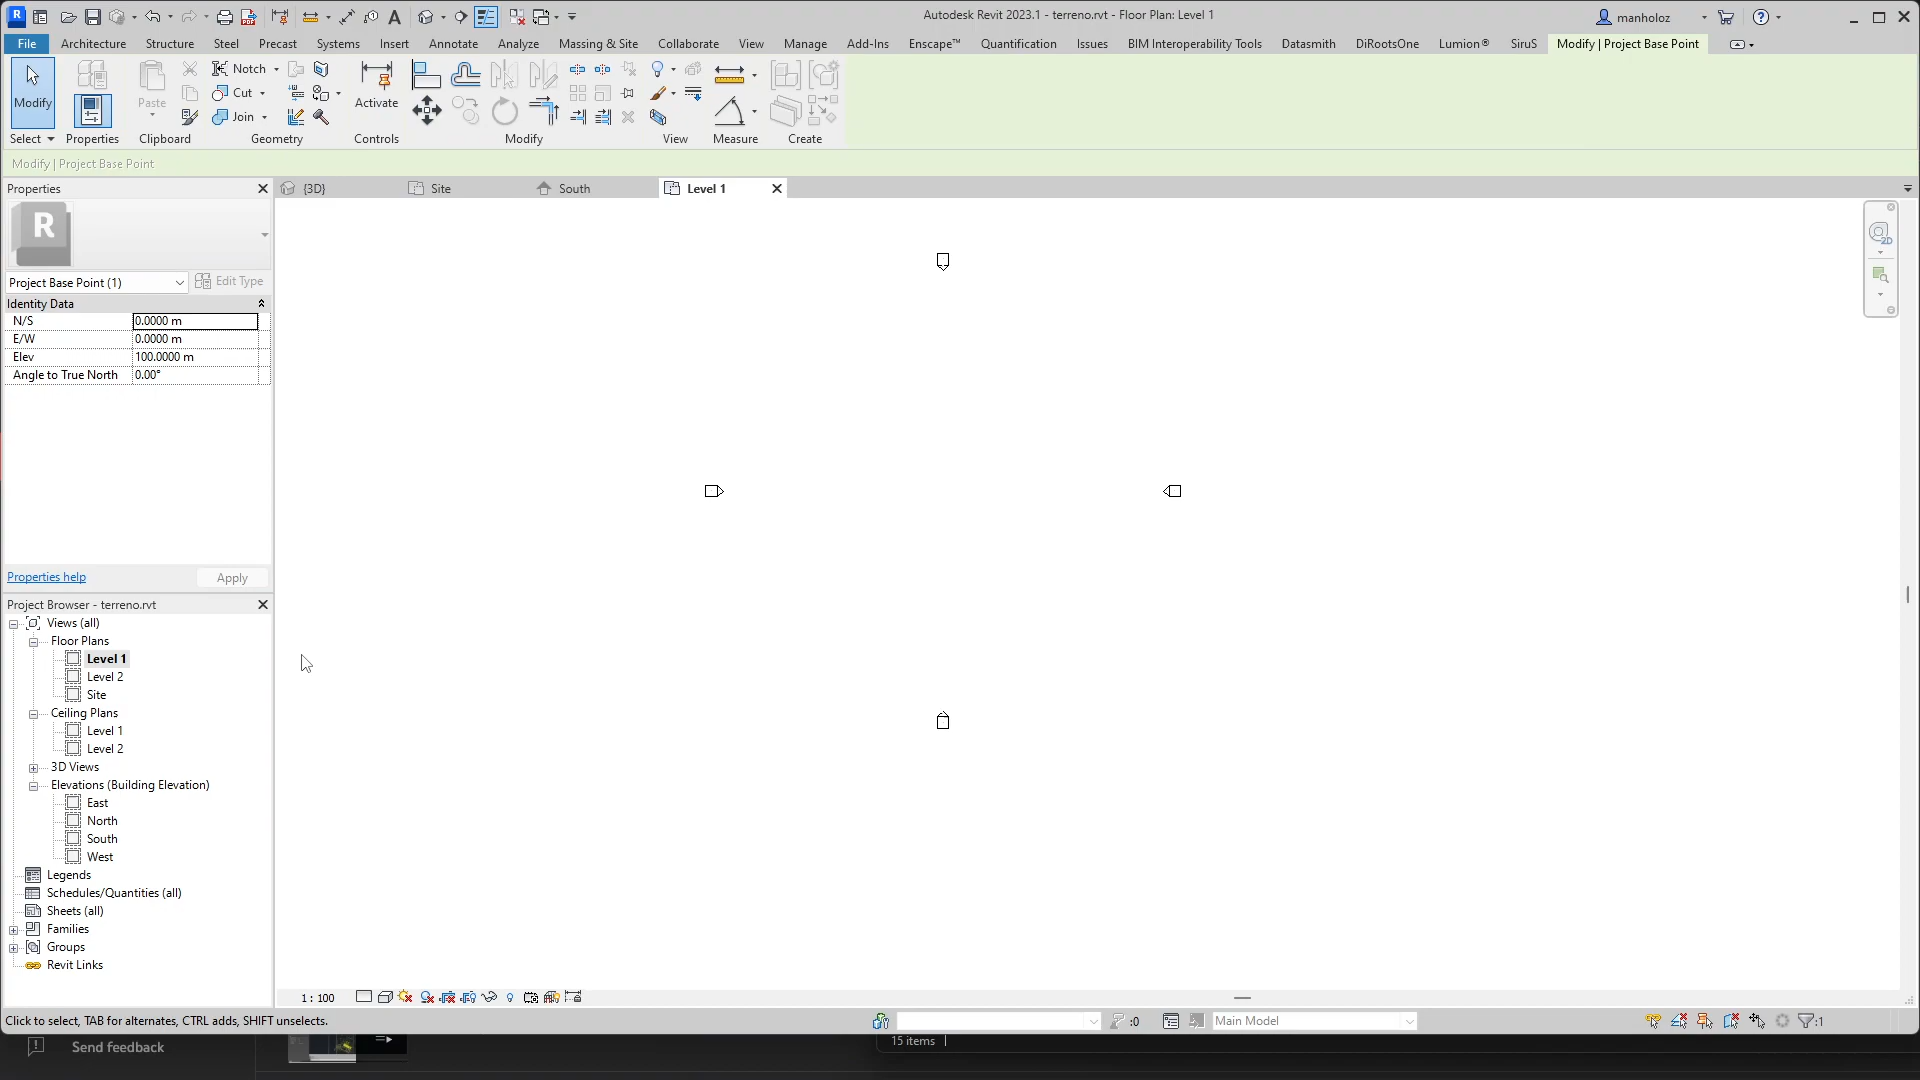 Autodesk Revit 2023.1 - terreno.rvt - Floor Plan: Level 1
manholoz
File Architecture Structure Steel Precast Systems Insert Annotate Analyze Massing & Site Collaborate View Manage Add-Ins Enscape™ Quantification Issues BIM Interoperability Tools Datasmith DiRootsOne Lumion® SiruS Modify | Project Base Point
Notch
Cut
Join
Modify
Paste
Activate
Select Properties Clipboard Geometry Controls Modify View Measure Create
Modify | Project Base Point
Properties
{3D} Site South Level 1
R
2D
Project Base Point (1)
Edit Type
Identity Data
N/S 0.0000 m
E/W 0.0000 m
Elev 100.0000 m
Angle to True North 0.00°
Properties help
Apply
Project Browser - terreno.rvt
Views (all)
Floor Plans
Level 1
Level 2
Site
Ceiling Plans
Level 1
Level 2
3D Views
Elevations (Building Elevation)
East
North
South
West
Legends
Schedules/Quantities (all)
Sheets (all)
Families
Groups
Revit Links
1 : 100
Click to select, TAB for alternates, CTRL adds, SHIFT unselects.
:0
Main Model
:1
Send feedback
15 items